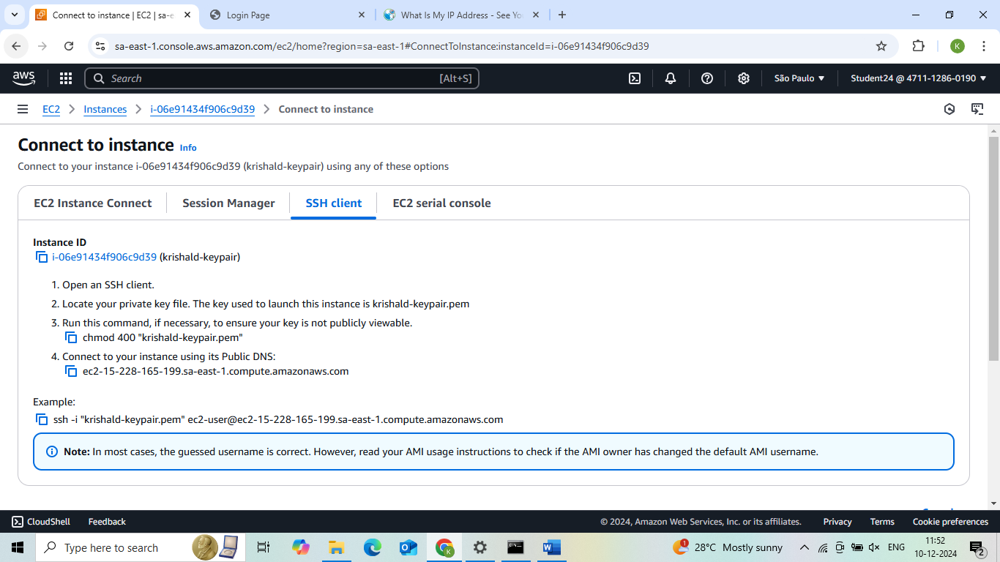 Connect to instance | EC2 | sa-e
Login Page
What Is My IP Address - See Yo
sa-east-1.console.aws.amazon.com/ec2/home?region=sa-east-1#ConnectToInstance:instanceId=i-06e91434f906c9d39
K
aws
Search
[Alt+S]
São Paulo
Student24 @ 4711-1286-0190
EC2
Instances
i-06e91434f906c9d39
Connect to instance
Connect to instance Info
Connect to your instance i-06e91434f906c9d39 (krishald-keypair) using any of these options
EC2 Instance Connect
Session Manager
SSH client
EC2 serial console
Instance ID
i-06e91434f906c9d39 (krishald-keypair)
1. Open an SSH client.
2. Locate your private key file. The key used to launch this instance is krishald-keypair.pem
3. Run this command, if necessary, to ensure your key is not publicly viewable.
chmod 400 "krishald-keypair.pem"
4. Connect to your instance using its Public DNS:
ec2-15-228-165-199.sa-east-1.compute.amazonaws.com
Example:
ssh -i "krishald-keypair.pem" ec2-user@ec2-15-228-165-199.sa-east-1.compute.amazonaws.com
Note: In most cases, the guessed username is correct. However, read your AMI usage instructions to check if the AMI owner has changed the default AMI username.
CloudShell
Feedback
© 2024, Amazon Web Services, Inc. or its affiliates.
Privacy
Terms
Cookie preferences
Type here to search
1
28°C Mostly sunny
ENG
11:52
10-12-2024
2